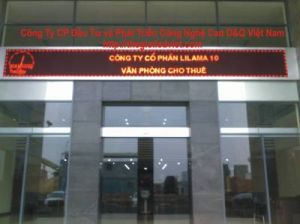 Công Ty CP Đầu Tư và Phát Triển Công Nghệ Cao D&Q Việt Nam
CÔNG TY CỔ PHẦN LILAMA 10
VĂN PHÒNG CHO THUÊ